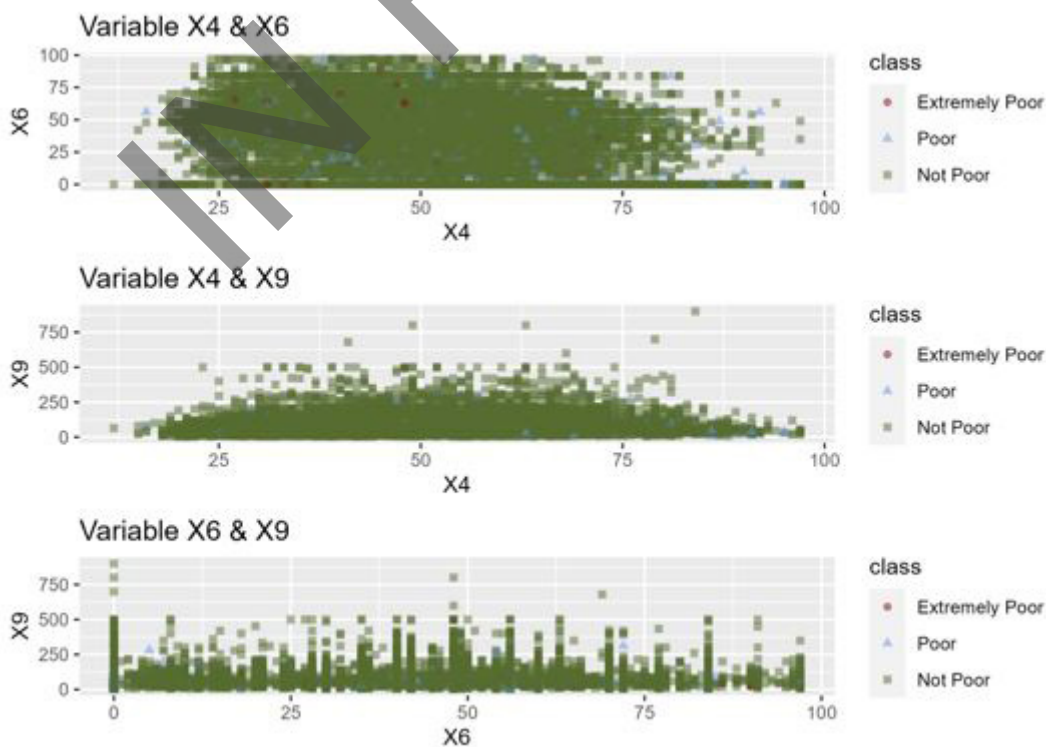 Variable X4 & X6
100
75
50
25
0
X6
25 50 75 100
X4
class
Extremely Poor
Poor
Not Poor
Variable X4 & X9
750
500
250
0
X9
25 50 75 100
X4
class
Extremely Poor
Poor
Not Poor
Variable X6 & X9
750
500
250
0
X9
0 25 50 75 100
X6
class
Extremely Poor
Poor
Not Poor
IN